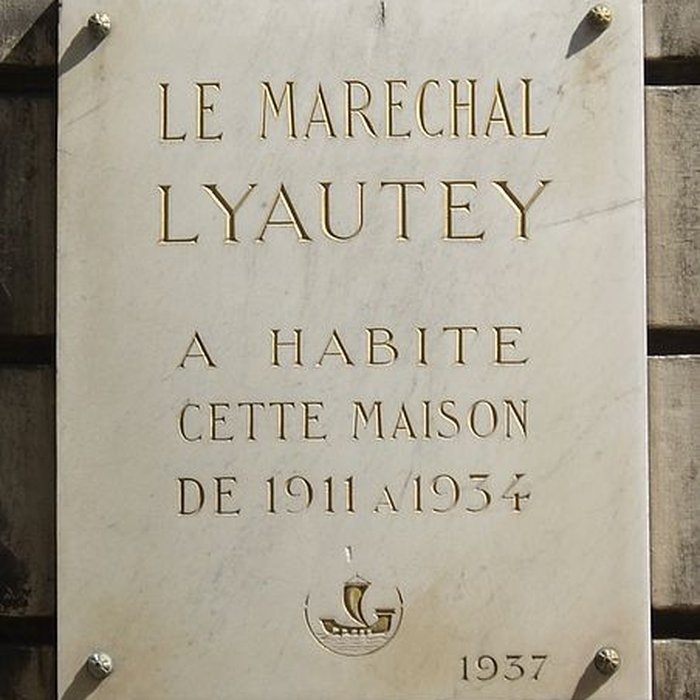 LE MARECHAL
LYAUTEY
A HABITE
CETTE MAISON
DE 1911 A 1934
1937